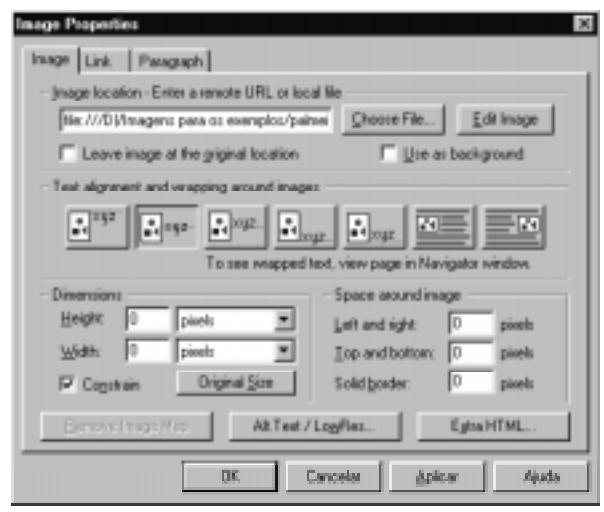 Image Properties
Image Link Paragraph
Image location - Enter a remote URL or local file
file:///D|/Imagens para os exemplos/palmei
Choose File... Edit Image
Leave image at the original location Use as background
Text alignment and wrapping around images
xyz xyz xyz xyz xyz
To see wrapped text, view page in Navigator window.
Dimensions Space around image
Height: 0 pixels Left and right: 0 pixels
Width: 0 pixels Top and bottom: 0 pixels
Constrain Original Size Solid border: 0 pixels
Remove Image Map Alt.Text / LowRes... Extra HTML...
OK Cancelar Aplicar Ajuda